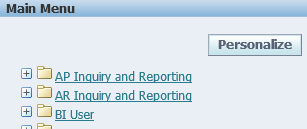 Main Menu
Personalize
AP Inquiry and Reporting
AR Inquiry and Reporting
BI User